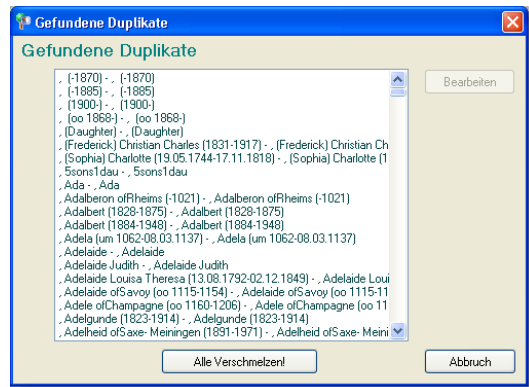 Gefundene Duplikate
Gefundene Duplikate
, (-1870) - , (-1870)
, (-1885) - , (-1885)
, (1900-) - , (1900-)
, (oo 1868-) - , (oo 1868-)
, (Daughter) - , (Daughter)
, (Frederick) Christian Charles (1831-1917) - , (Frederick) Christian Ch
, (Sophia) Charlotte (19.05.1744-17.11.1818) - , (Sophia) Charlotte (1
, 5sons1dau - , 5sons1dau
, Ada - , Ada
, Adalberon ofRheims (-1021) - , Adalberon ofRheims (-1021)
, Adalbert (1828-1875) - , Adalbert (1828-1875)
, Adalbert (1884-1948) - , Adalbert (1884-1948)
, Adela (um 1062-08.03.1137) - , Adela (um 1062-08.03.1137)
, Adelaide - , Adelaide
, Adelaide Judith - , Adelaide Judith
, Adelaide Louisa Theresa (13.08.1792-02.12.1849) - , Adelaide Loui
, Adelaide ofSavoy (oo 1115-1154) - , Adelaide ofSavoy (oo 1115-11
, Adele ofChampagne (oo 1160-1206) - , Adele ofChampagne (oo 11
, Adelgunde (1823-1914) - , Adelgunde (1823-1914)
, Adelheid ofSaxe- Meiningen (1891-1971) - , Adelheid ofSaxe- Meini
Bearbeiten
Alle Verschmelzen!
Abbruch